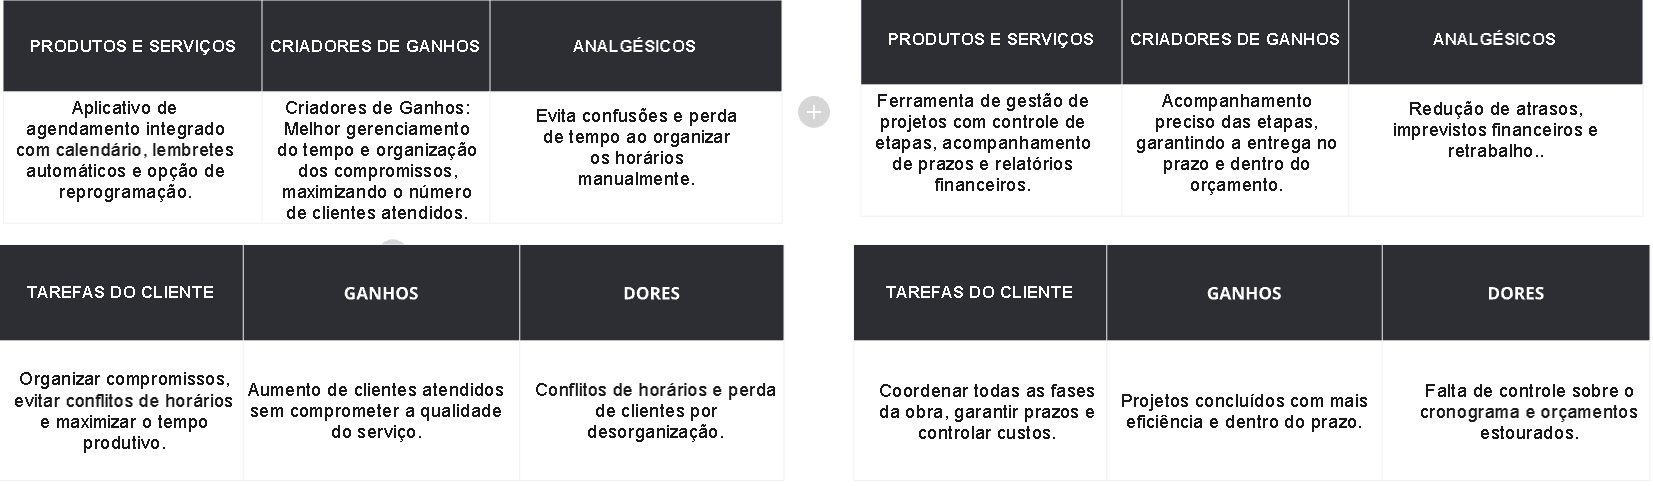 PRODUTOS E SERVIÇOS
CRIADORES DE GANHOS
ANALGÉSICOS
Aplicativo de
agendamento integrado
com calendário, lembretes
automáticos e opção de
reprogramação.
Criadores de Ganhos:
Melhor gerenciamento
do tempo e organização
dos compromissos,
maximizando o número
de clientes atendidos.
Evita confusões e perda
de tempo ao organizar
os horários
manualmente.
PRODUTOS E SERVIÇOS
CRIADORES DE GANHOS
ANALGÉSICOS
Ferramenta de gestão de
projetos com controle de
etapas, acompanhamento
de prazos e relatórios
financeiros.
Acompanhamento
preciso das etapas,
garantindo a entrega no
prazo e dentro do
orçamento.
Redução de atrasos,
imprevistos financeiros e
retrabalho..
TAREFAS DO CLIENTE
GANHOS
DORES
Organizar compromissos,
evitar conflitos de horários
e maximizar o tempo
produtivo.
Aumento de clientes atendidos
sem comprometer a qualidade
do serviço.
Conflitos de horários e perda
de clientes por
desorganização.
TAREFAS DO CLIENTE
GANHOS
DORES
Coordenar todas as fases
da obra, garantir prazos e
controlar custos.
Projetos concluídos com mais
eficiência e dentro do prazo.
Falta de controle sobre o
cronograma e orçamentos
estourados.